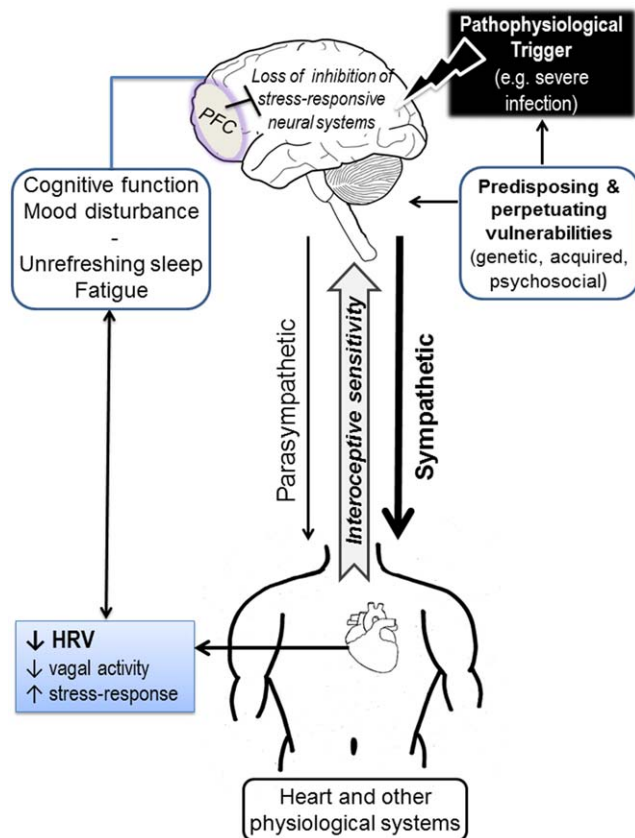 Pathophysiological
Trigger
(e.g. severe
infection)
Loss of inhibition of
stress-responsive
neural systems
PFC
Cognitive function
Mood disturbance
-
Unrefreshing sleep
Fatigue
Predisposing &
perpetuating
vulnerabilities
(genetic, acquired,
psychosocial)
Parasympathetic
Interoceptive sensitivity
Sympathetic
↓ HRV
↓ vagal activity
↑ stress-response
Heart and other
physiological systems